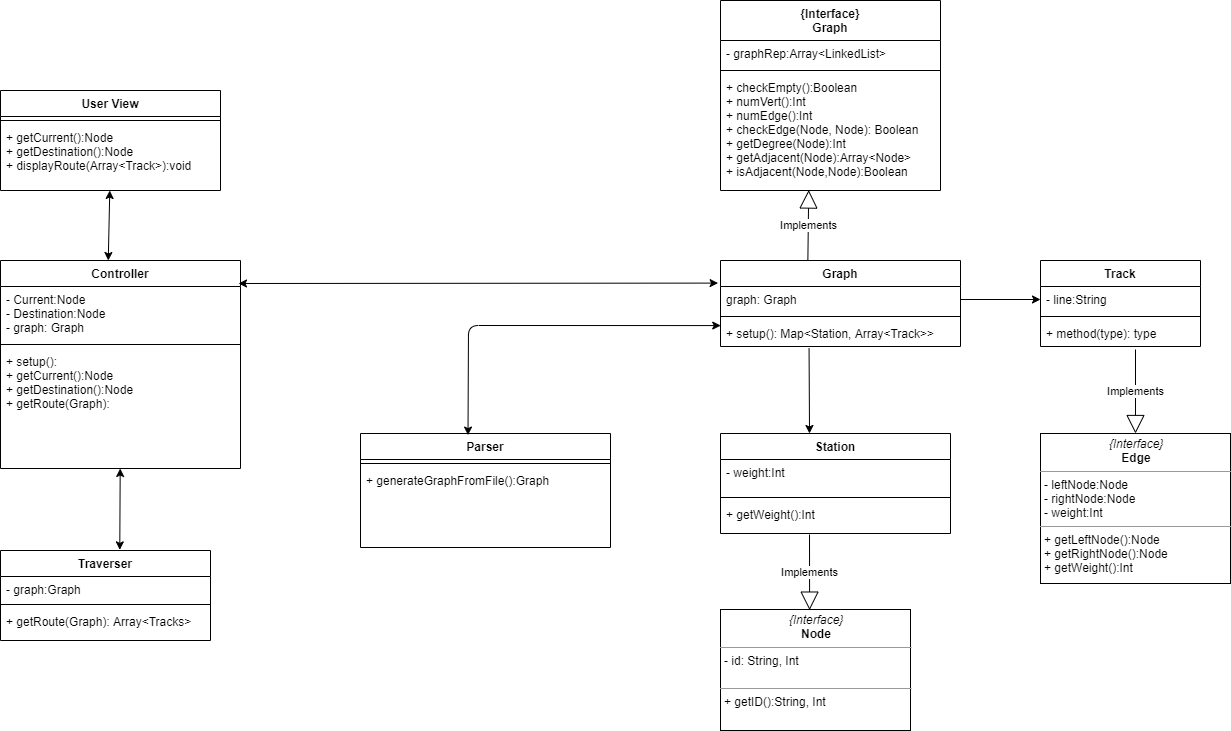 {Interface}
Graph
- graphRep:Array<LinkedList>
+ checkEmpty():Boolean
+ numVert():Int
+ numEdge():Int
+ checkEdge(Node, Node): Boolean
+ getDegree(Node):Int
+ getAdjacent(Node):Array<Node>
+ isAdjacent(Node,Node):Boolean
User View
+ getCurrent():Node
+ getDestination():Node
+ displayRoute(Array<Track>):void
Implements
Controller
- Current:Node
- Destination:Node
- graph: Graph
+ setup():
+ getCurrent():Node
+ getDestination():Node
+ getRoute(Graph):
Graph
graph: Graph
+ setup(): Map<Station, Array<Track>>
Track
- line:String
+ method(type): type
Implements
Parser
+ generateGraphFromFile():Graph
Station
- weight:Int
+ getWeight():Int
{Interface}
Edge
- leftNode:Node
- rightNode:Node
- weight:Int
+ getLeftNode():Node
+ getRightNode():Node
+ getWeight():Int
Traverser
- graph:Graph
+ getRoute(Graph): Array<Tracks>
Implements
{Interface}
Node
- id: String, Int
+ getID():String, Int